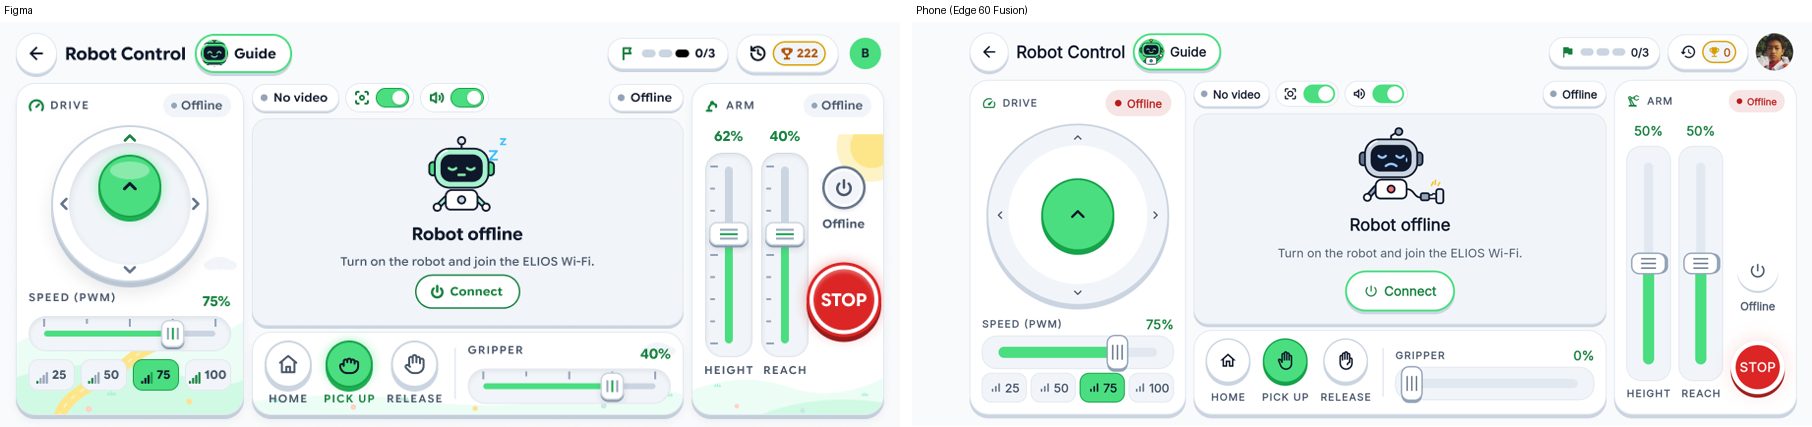 Figma
Robot Control
Guide
0/3
222
B
DRIVE
Offline
No video
Offline
ARM
Offline
62%
40%
Z
Z
Robot offline
Turn on the robot and join the ELIOS Wi-Fi.
Connect
Offline
STOP
SPEED (PWM)
75%
25
50
75
100
HOME
PICK UP
RELEASE
GRIPPER
40%
HEIGHT
REACH
Phone (Edge 60 Fusion)
Robot Control
Guide
0/3
0
DRIVE
Offline
No video
Offline
ARM
Offline
50%
50%
Robot offline
Turn on the robot and join the ELIOS Wi-Fi.
Connect
Offline
STOP
SPEED (PWM)
75%
25
50
75
100
HOME
PICK UP
RELEASE
GRIPPER
0%
HEIGHT
REACH